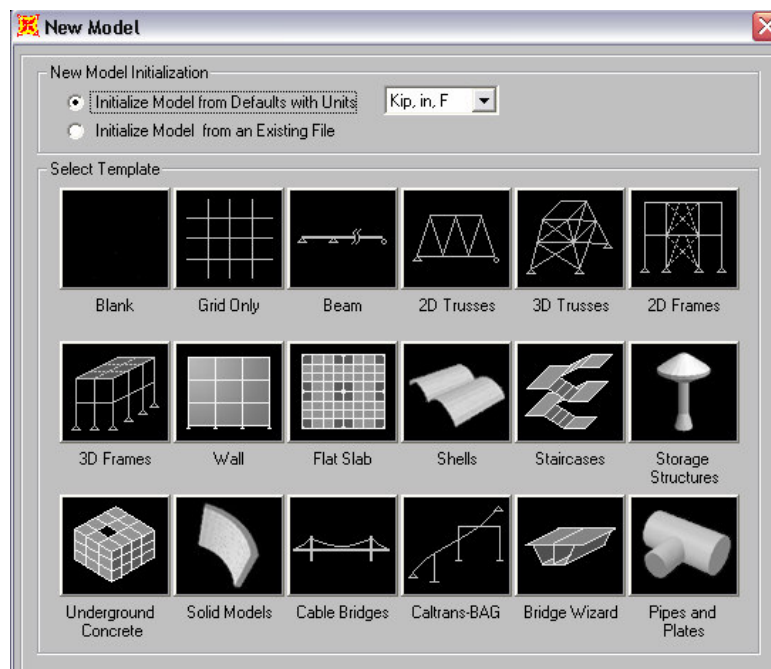 New Model
New Model Initialization
Initialize Model from Defaults with Units
Kip, in, F
Initialize Model from an Existing File
Select Template
Blank
Grid Only
Beam
2D Trusses
3D Trusses
2D Frames
3D Frames
Wall
Flat Slab
Shells
Staircases
Storage
Structures
Underground
Concrete
Solid Models
Cable Bridges
Caltrans-BAG
Bridge Wizard
Pipes and
Plates